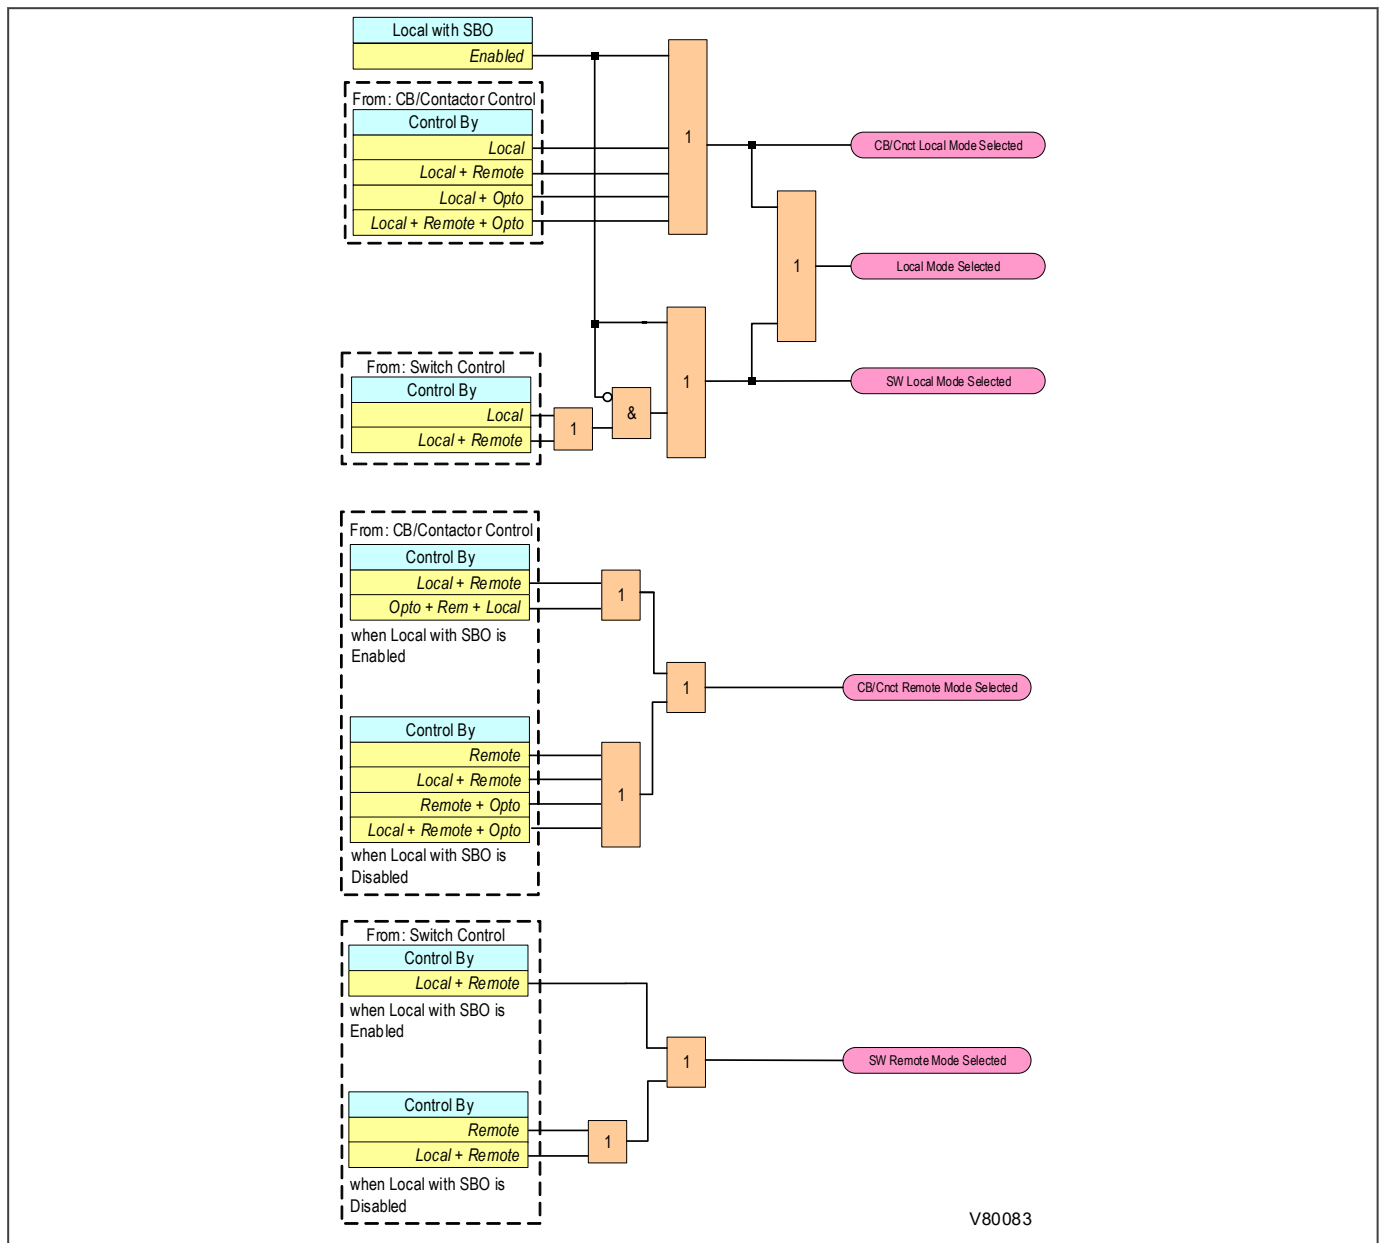 Local with SBO
Enabled
From: CB/Contactor Control
Control By
Local
Local + Remote
Local + Opto
Local + Remote + Opto
1
CB/Cnct Local Mode Selected
1
Local Mode Selected
From: Switch Control
Control By
Local
Local + Remote
1
&
1
SW Local Mode Selected
From: CB/Contactor Control
Control By
Local + Remote
Opto + Rem + Local
when Local with SBO is
Enabled
1
1
CB/Cnct Remote Mode Selected
Control By
Remote
Local + Remote
Remote + Opto
Local + Remote + Opto
when Local with SBO is
Disabled
1
From: Switch Control
Control By
Local + Remote
when Local with SBO is
Enabled
1
SW Remote Mode Selected
Control By
Remote
Local + Remote
when Local with SBO is
Disabled
1
V80083